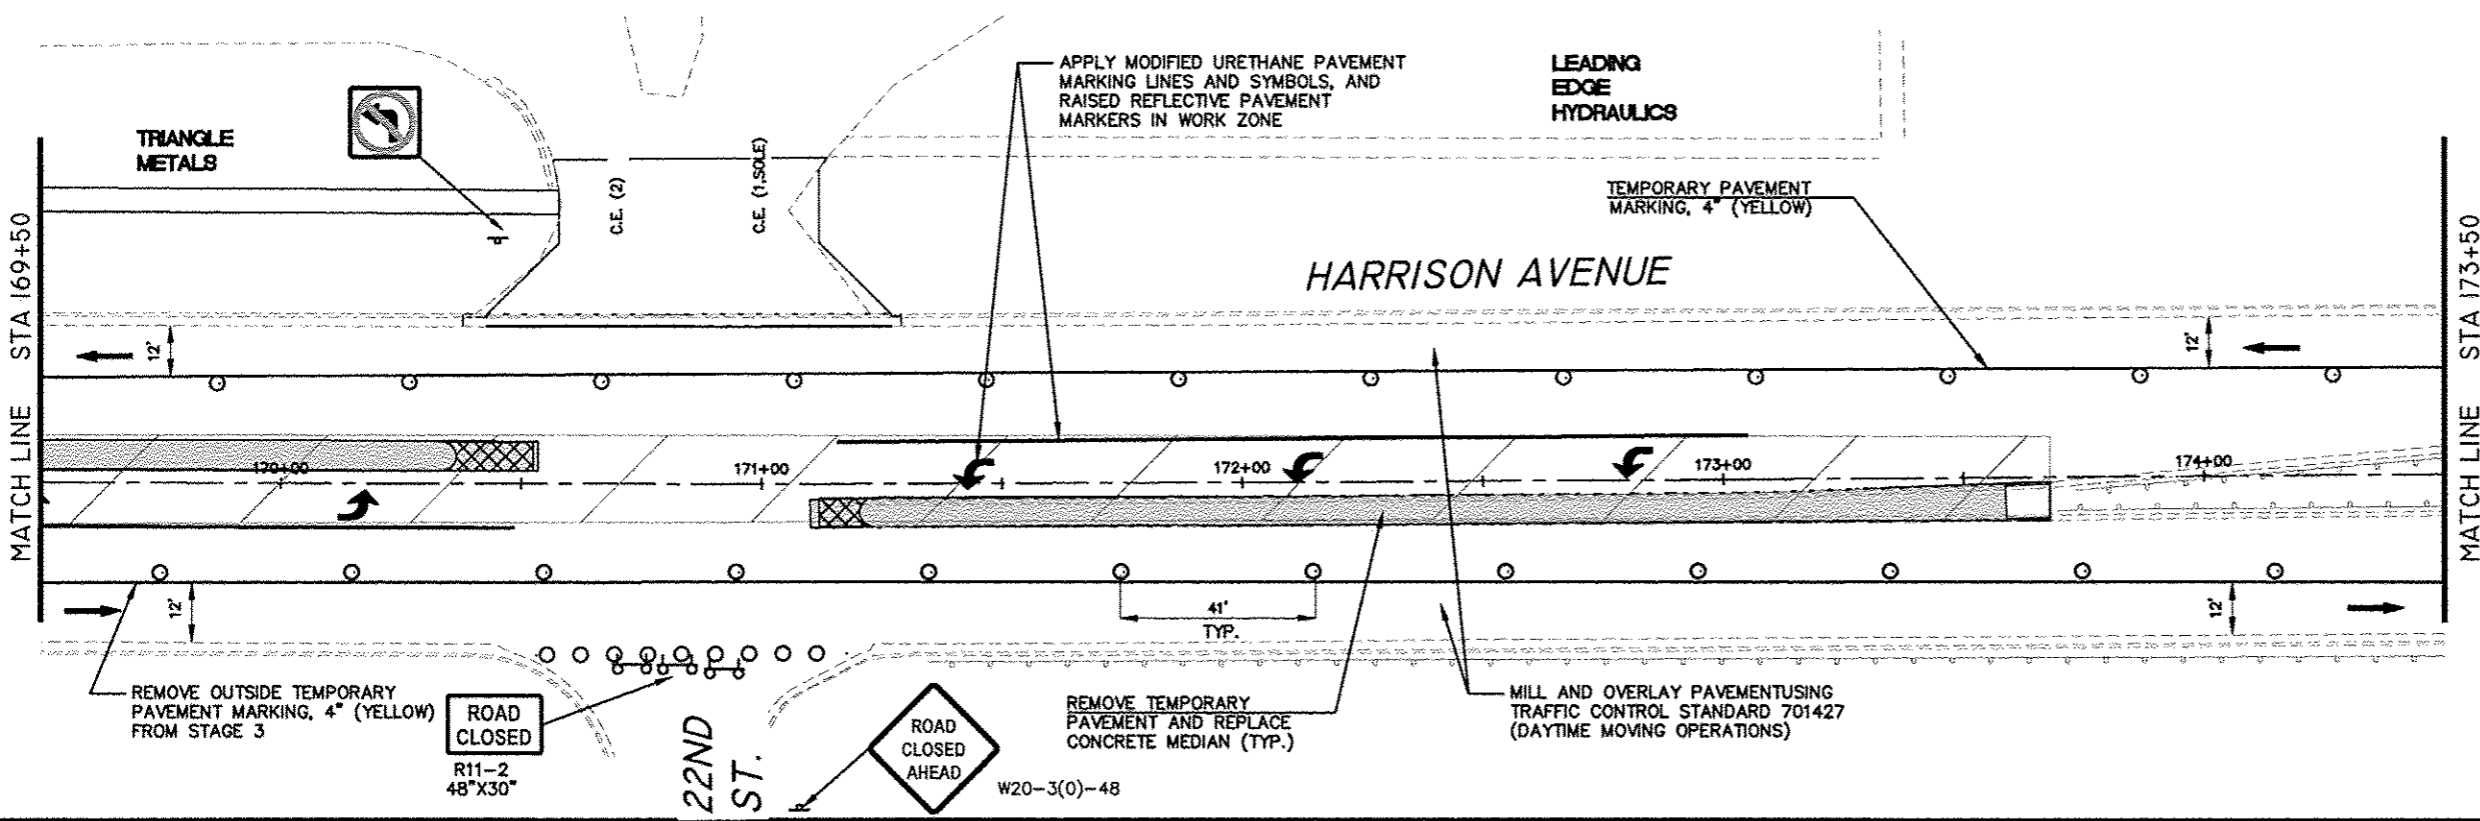 APPLY MODIFIED URETHANE PAVEMENT
MARKING LINES AND SYMBOLS, AND
RAISED REFLECTIVE PAVEMENT
MARKERS IN WORK ZONE
LEADING
EDGE
HYDRAULICS
TRIANGLE
METALS
C.E. (2)
C.E. (1,SOLE)
TEMPORARY PAVEMENT
MARKING, 4" (YELLOW)
HARRISON AVENUE
MATCH LINE STA 169+50
MATCH LINE STA 173+50
12'
12'
170+00
171+00
172+00
173+00
174+00
12'
41'
TYP.
12'
REMOVE OUTSIDE TEMPORARY
PAVEMENT MARKING, 4" (YELLOW)
FROM STAGE 3
ROAD
CLOSED
R11-2
48"X30"
22ND
ST.
ROAD
CLOSED
AHEAD
W20-3(0)-48
REMOVE TEMPORARY
PAVEMENT AND REPLACE
CONCRETE MEDIAN (TYP.)
MILL AND OVERLAY PAVEMENTUSING
TRAFFIC CONTROL STANDARD 701427
(DAYTIME MOVING OPERATIONS)